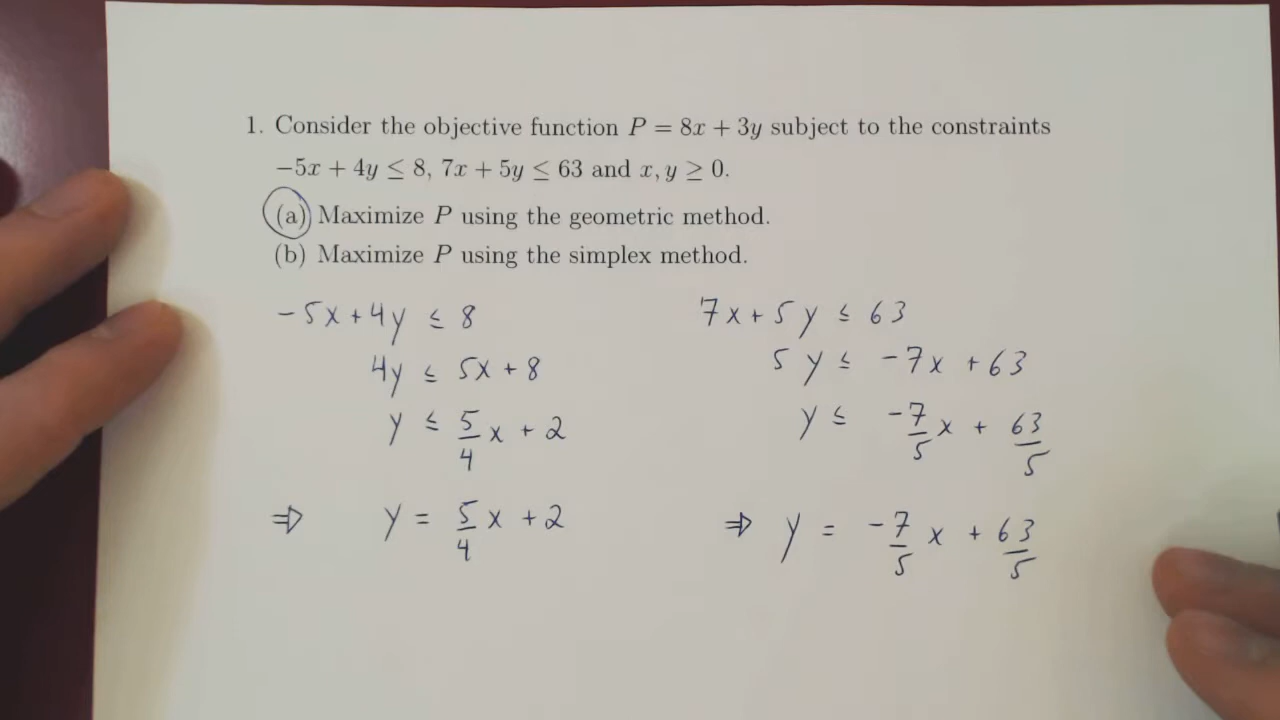 1. Consider the objective function P = 8x + 3y subject to the constraints
−5x + 4y ≤ 8, 7x + 5y ≤ 63 and x, y ≥ 0.
(a) Maximize P using the geometric method.
(b) Maximize P using the simplex method.
-5x+4y ≤ 8
4y ≤ 5x + 8
y ≤ 5/4 x + 2
⇒ y = 5/4 x + 2
7x + 5y ≤ 63
5y ≤ -7x + 63
y ≤ -7/5 x + 63/5
⇒ y = -7/5 x + 63/5